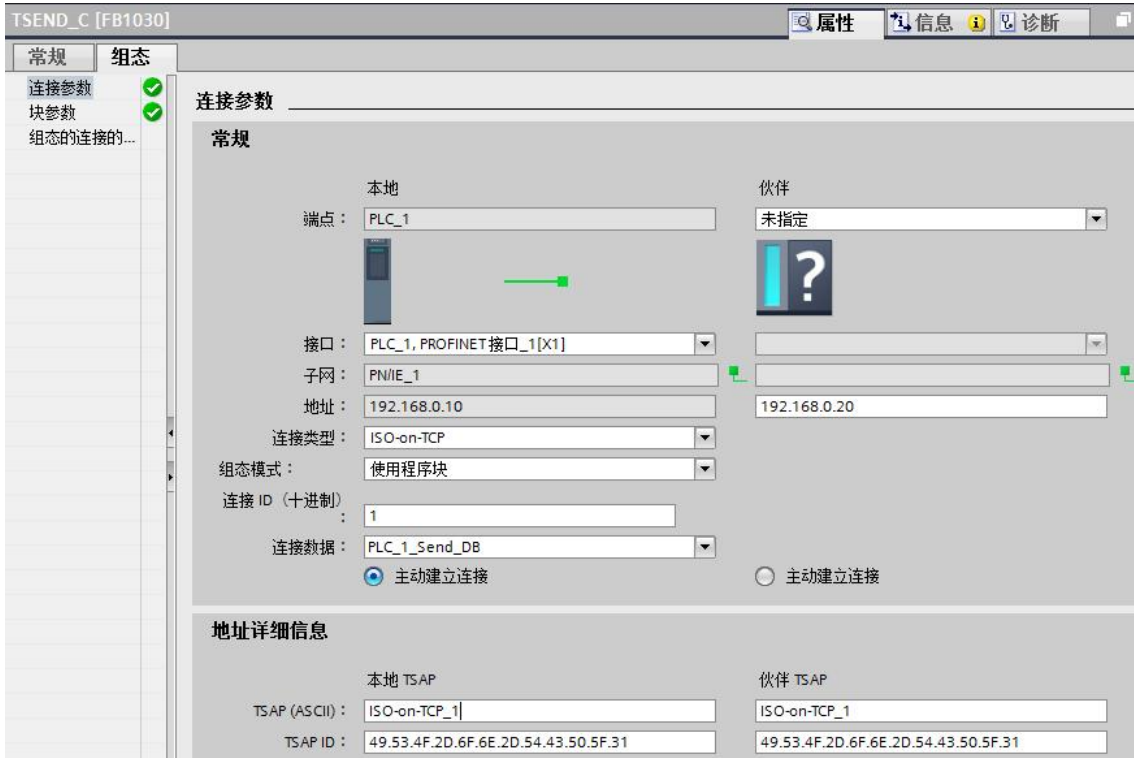 TSEND_C [FB1030]
属性 信息 诊断
常规 组态
连接参数
块参数
组态的连接的...
连接参数
常规
本地 伙伴
端点： PLC_1 未指定
?
接口： PLC_1, PROFINET接口_1[X1]
子网： PN/IE_1
地址： 192.168.0.10 192.168.0.20
连接类型： ISO-on-TCP
组态模式： 使用程序块
连接 ID（十进制）
： 1
连接数据： PLC_1_Send_DB
主动建立连接 主动建立连接
地址详细信息
本地 TSAP 伙伴 TSAP
TSAP (ASCII)： ISO-on-TCP_1 ISO-on-TCP_1
TSAP ID： 49.53.4F.2D.6F.6E.2D.54.43.50.5F.31 49.53.4F.2D.6F.6E.2D.54.43.50.5F.31